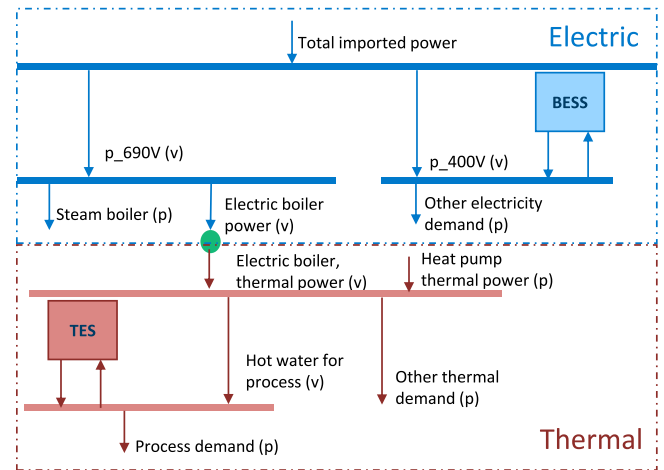 Total imported power
Electric
BESS
p_690V (v)
p_400V (v)
Steam boiler (p)
Electric boiler
power (v)
Other electricity
demand (p)
Electric boiler,
thermal power (v)
Heat pump
thermal power (p)
TES
Hot water for
process (v)
Other thermal
demand (p)
Process demand (p)
Thermal